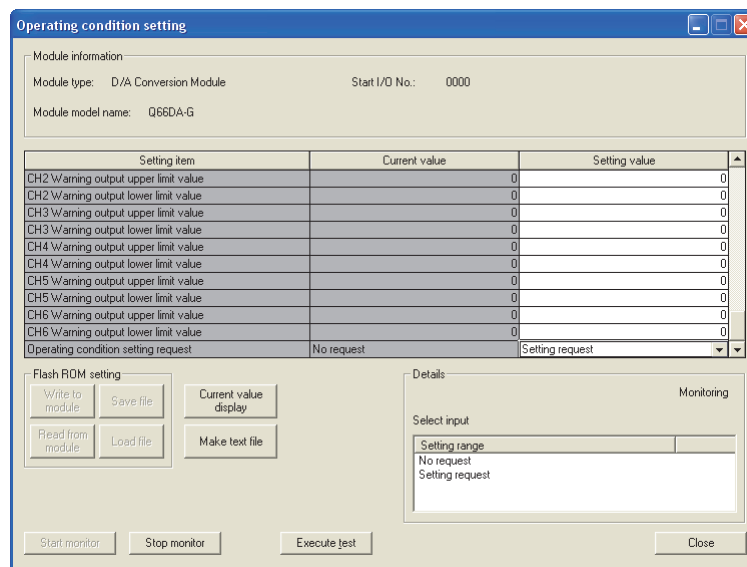 Operating condition setting
Module information
Module type: D/A Conversion Module Start I/O No.: 0000
Module model name: Q66DA-G
Setting item Current value Setting value
CH2 Warning output upper limit value 0 0
CH2 Warning output lower limit value 0 0
CH3 Warning output upper limit value 0 0
CH3 Warning output lower limit value 0 0
CH4 Warning output upper limit value 0 0
CH4 Warning output lower limit value 0 0
CH5 Warning output upper limit value 0 0
CH5 Warning output lower limit value 0 0
CH6 Warning output upper limit value 0 0
CH6 Warning output lower limit value 0 0
Operating condition setting request No request Setting request
Flash ROM setting
Write to
module
Save file
Read from
module
Load file
Current value
display
Make text file
Details
Monitoring
Select input
Setting range
No request
Setting request
Start monitor Stop monitor Execute test Close